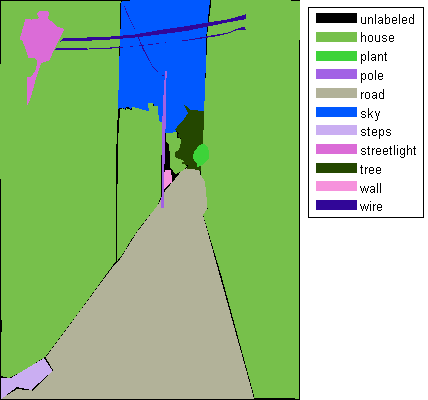 unlabeled
house
plant
pole
road
sky
steps
streetlight
tree
wall
wire